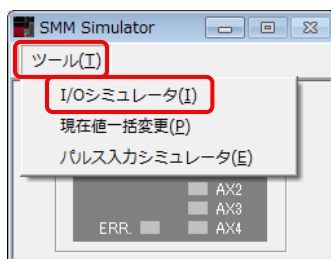 SMM Simulator
ツール(T)
I/Oシミュレータ(I)
現在値一括変更(P)
パルス入力シミュレータ(E)
AX2
AX3
ERR. AX4